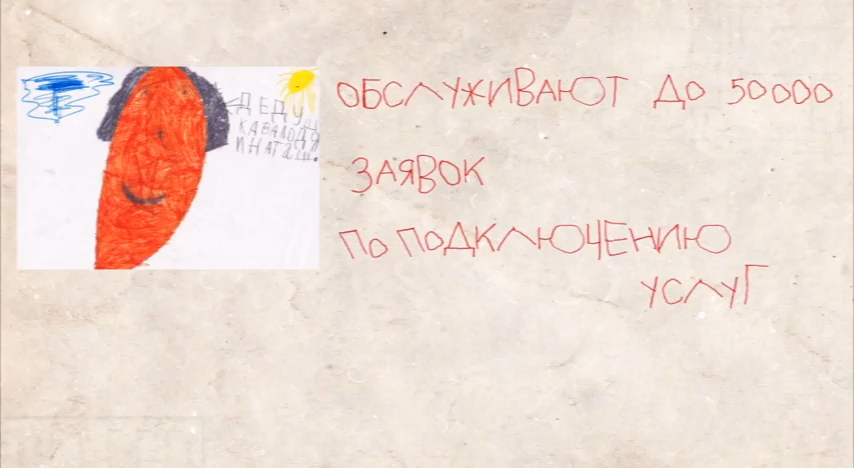 ДЕДУ
ОБСЛУЖИВАЮТ ДО 50000
ЗАЯВОК
ПО ПОДКЛЮЧЕНИЮ
УСЛУГ